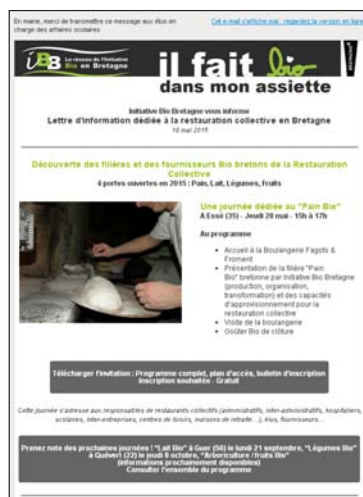 En mairie, merci de transmettre ce message aux élus en
charge des affaires scolaires
Cet e-mail s'affiche mal, regardez la version en ligne
IBB Le réseau de l'Initiative
Bio en Bretagne
il fait bio
dans mon assiette
Initiative Bio Bretagne vous informe
Lettre d'information dédiée à la restauration collective en Bretagne
18 mai 2015
Découverte des filières et des fournisseurs Bio bretons de la Restauration
Collective
4 portes ouvertes en 2015 : Pain, Lait, Légumes, Fruits
Une journée dédiée au "Pain Bio"
A Essé (35) - Jeudi 28 mai - 15h à 17h
Au programme
• Accueil à la Boulangerie Fagots &
Froment
• Présentation de la filière "Pain
Bio" bretonne par Initiative Bio Bretagne
(production, organisation,
transformation) et des capacités
d'approvisionnement pour la
restauration collective
• Visite de la boulangerie
• Goûter Bio de clôture
Télécharger l'invitation : Programme complet, plan d'accès, bulletin d'inscription
Inscription souhaitée - Gratuit
Cette journée s'adresse aux responsables de restaurants collectifs (administratifs, inter-administratifs, hospitaliers,
scolaires, inter-entreprises, centres de loisirs, maisons de retraite...), élus, fournisseurs...
Prenez note des prochaines journées ! "Lait Bio" à Guer (56) le lundi 21 septembre, "Légumes Bio"
à Quévert (22) le jeudi 8 octobre, "Arboriculture / fruits Bio"
(informations prochainement disponibles)
Consulter l'ensemble du programme